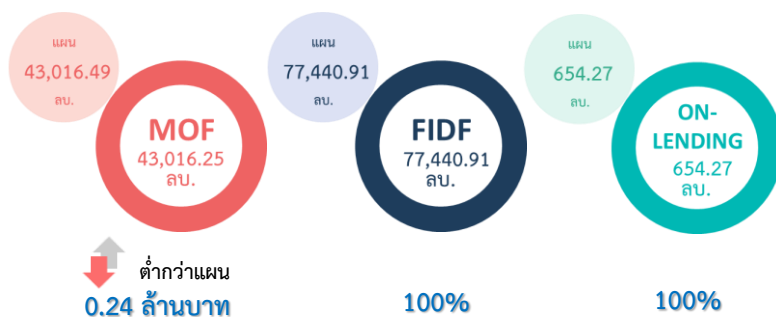 แผน
43,016.49
ลบ.
MOF
43,016.25
ลบ.
ต่ำกว่าแผน
0.24 ล้านบาท
แผน
77,440.91
ลบ.
FIDF
77,440.91
ลบ.
100%
แผน
654.27
ลบ.
ON-
LENDING
654.27
ลบ.
100%